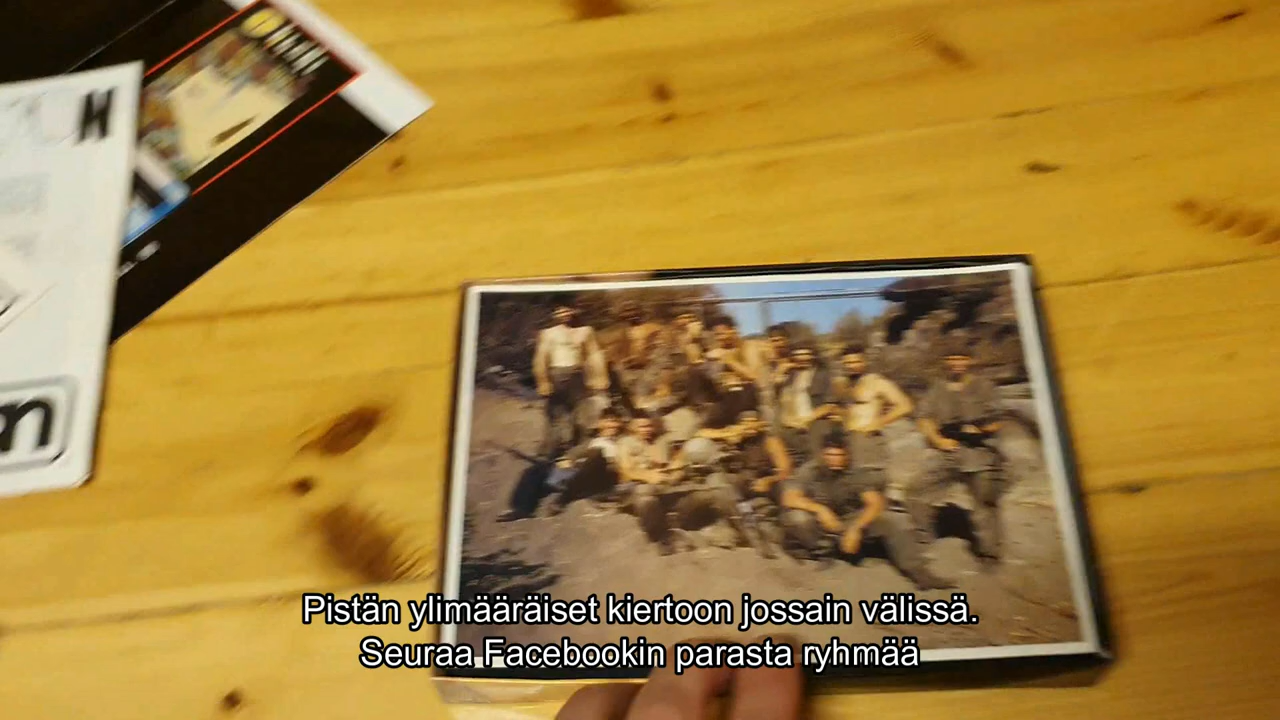 Pistän ylimääräiset kiertoon jossain välissä.
Seuraa Facebookin parasta ryhmää